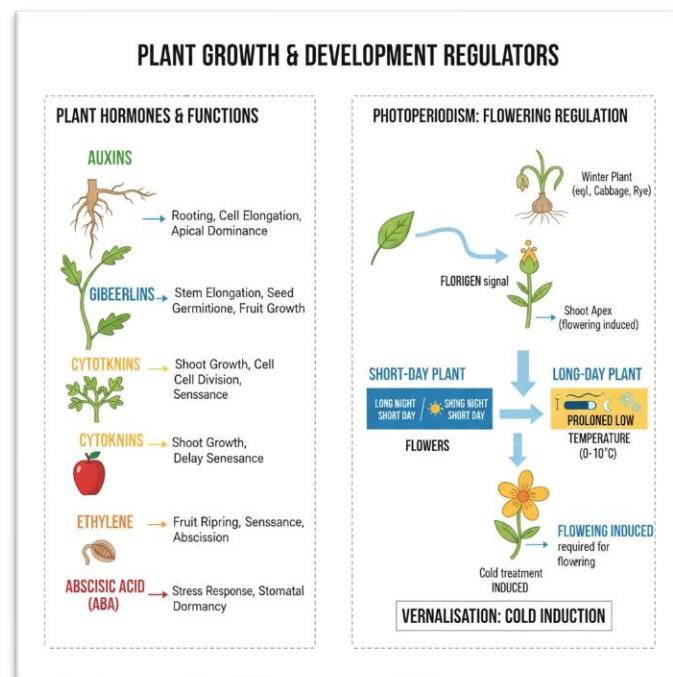 PLANT GROWTH & DEVELOPMENT REGULATORS
PLANT HORMONES & FUNCTIONS
AUXINS
Rooting, Cell Elongation,
Apical Dominance
GIBEERLINS
Stem Elongation, Seed
Germitione, Fruit Growth
CYTOTKNINS
Shoot Growth, Cell
Cell Division,
Senssance
CYTOKNINS
Shoot Growth,
Delay Senesance
ETHYLENE
Fruit Ripring, Senssance,
Abscission
ABSCISIC ACID
(ABA)
Stress Response, Stomatal
Dormancy
PHOTOPERIODISM: FLOWERING REGULATION
Winter Plant
(egl., Cabbage, Rye)
FLORIGEN signal
Shoot Apex
(flowering induced)
SHORT-DAY PLANT
LONG NIGHT
SHORT DAY
SHING NIGHT
SHORT DAY
FLOWERS
LONG-DAY PLANT
PROLONED LOW
TEMPERATURE
(0-10°C)
FLOWEING INDUCED
required for
flowering
Cold treatment
INDUCED
VERNALISATION: COLD INDUCTION